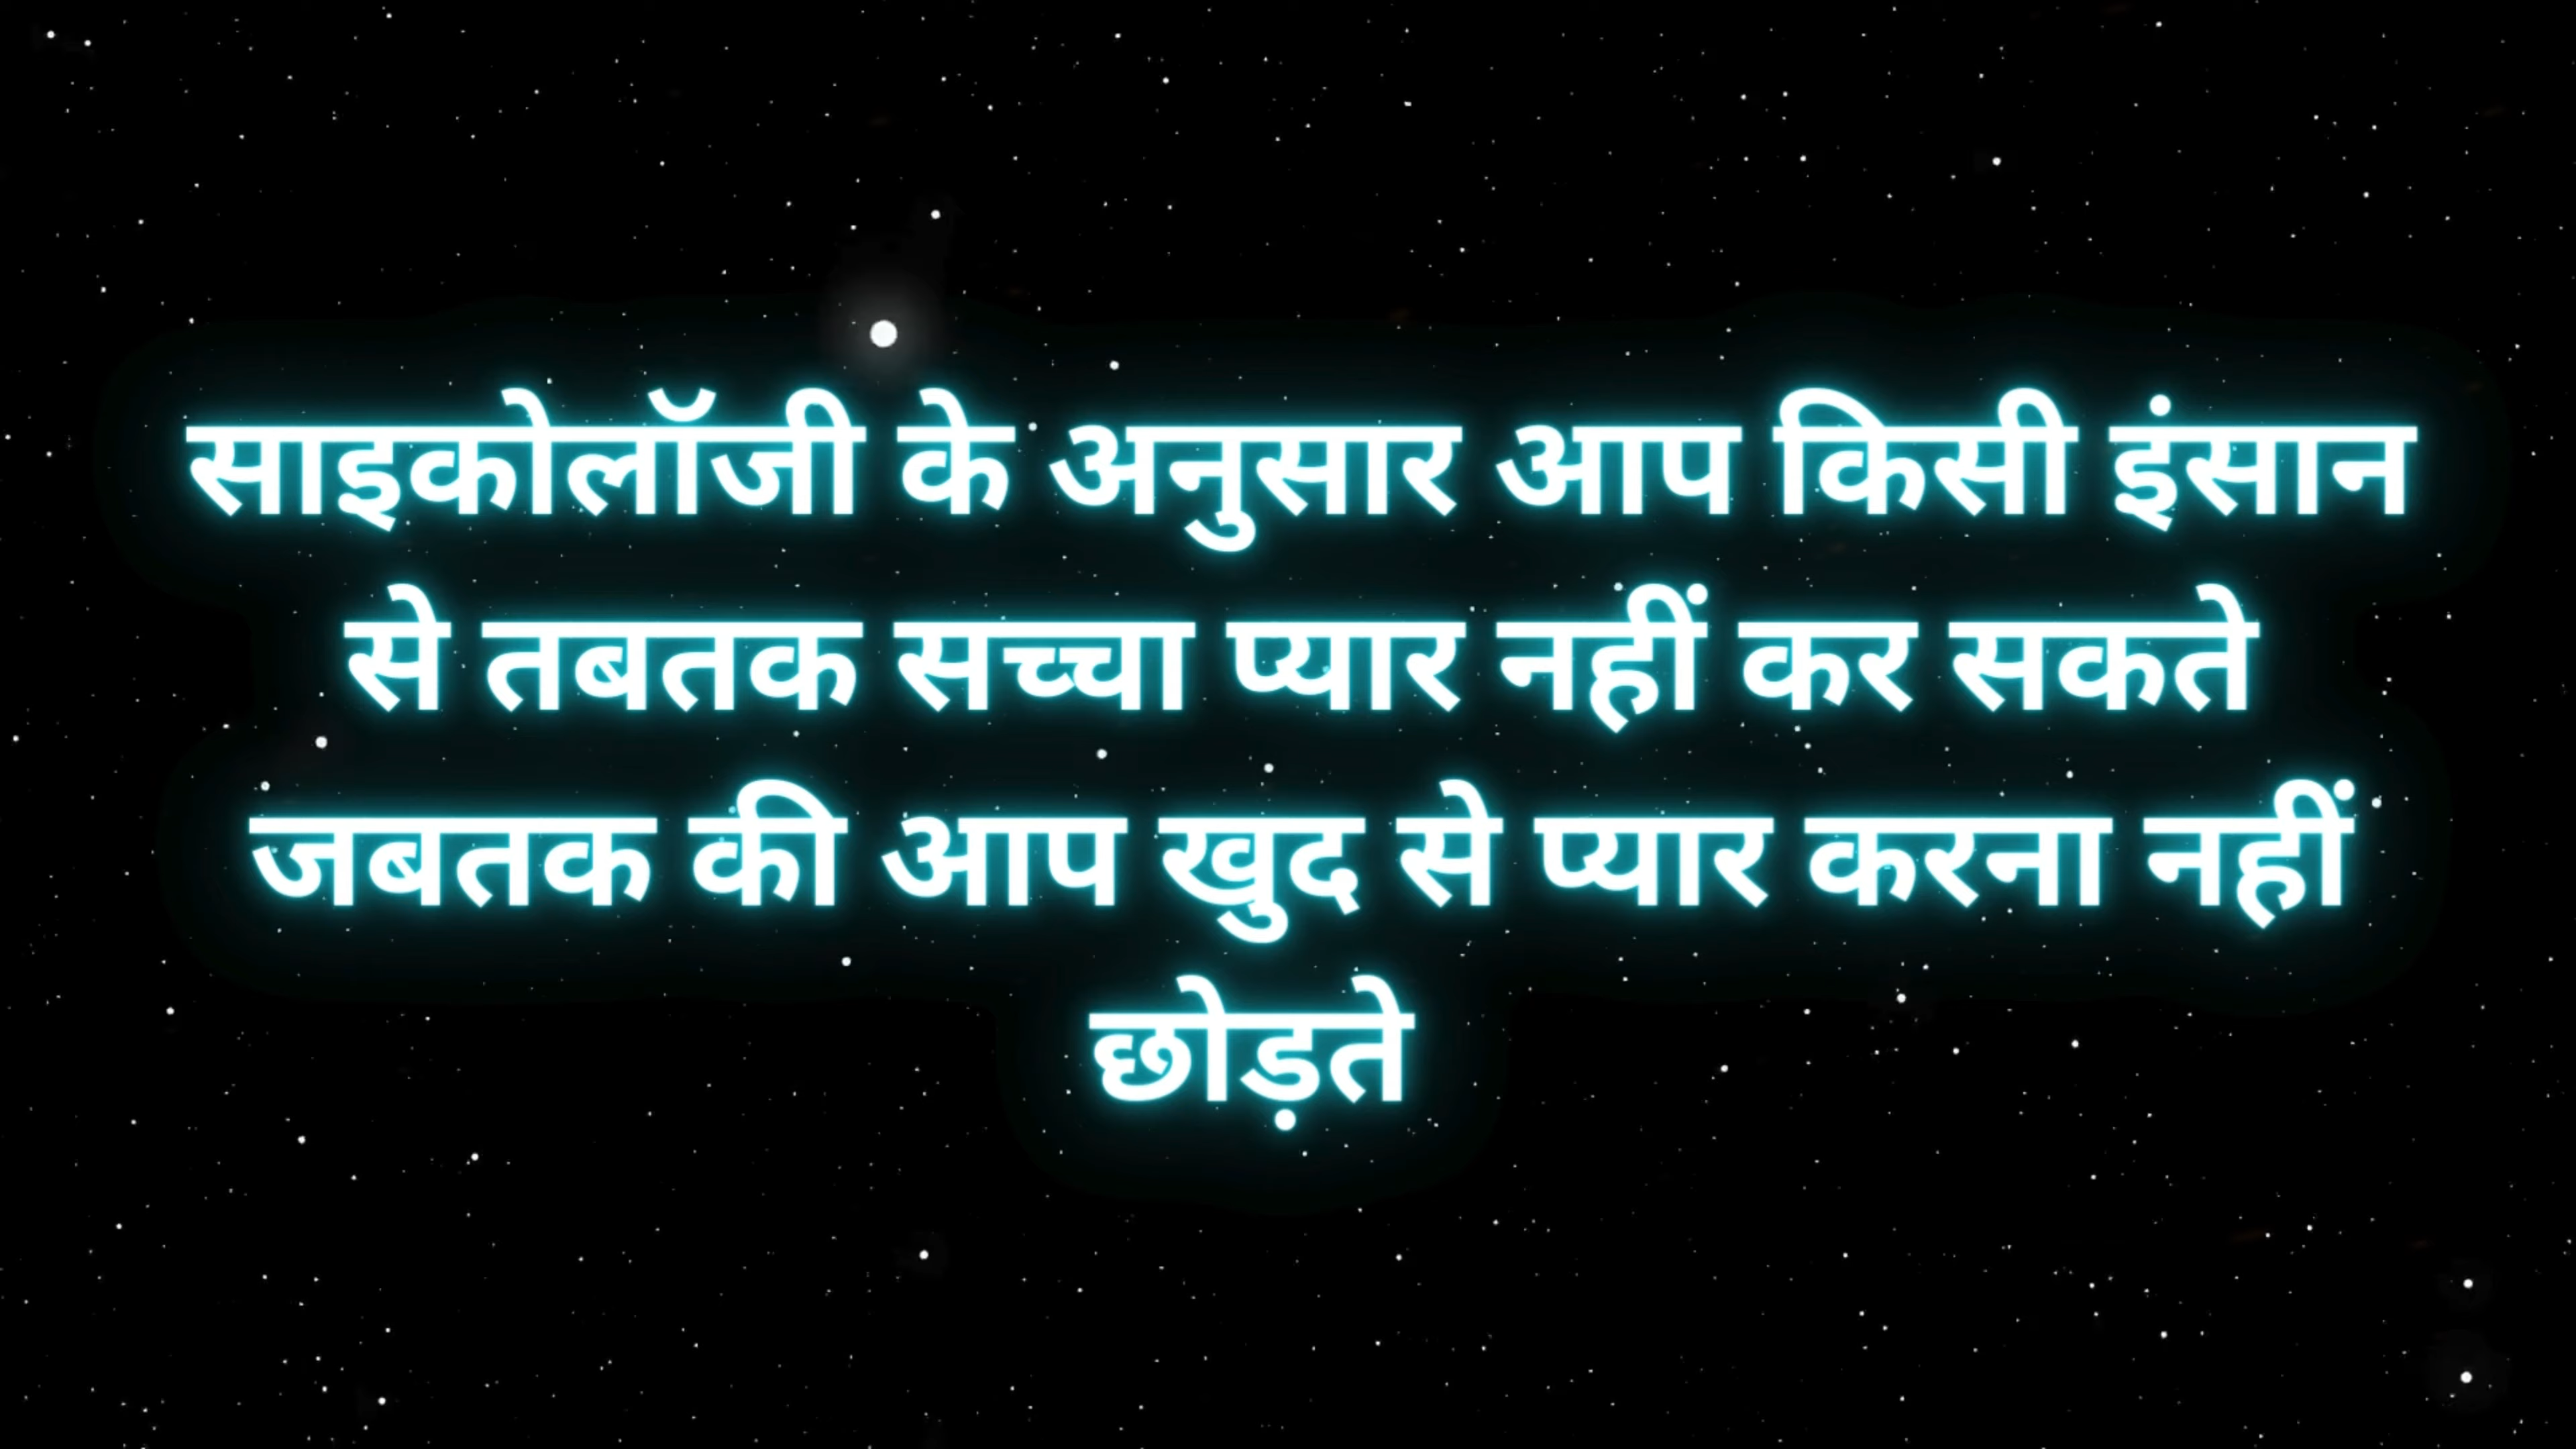 साइकोलॉजी के अनुसार आप किसी इंसान
से तबतक सच्चा प्यार नहीं कर सकते
जबतक की आप खुद से प्यार करना नहीं
छोड़ते